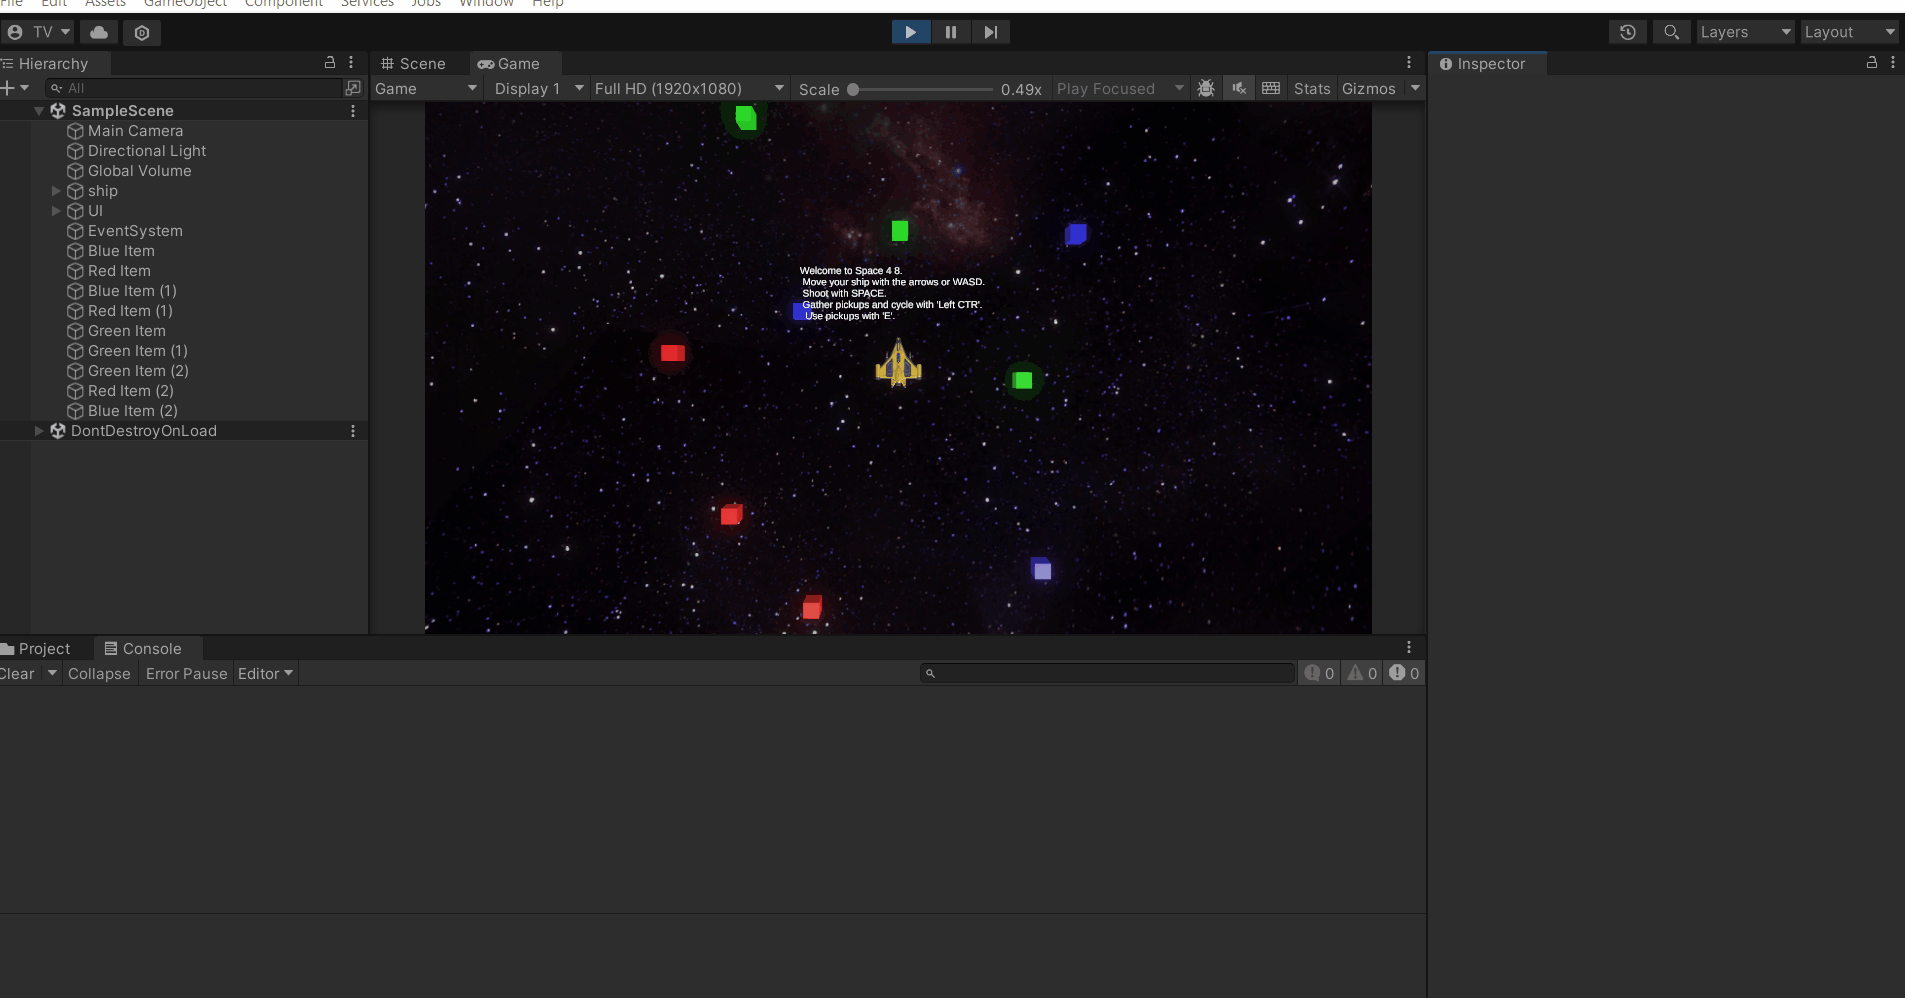 File Edit Assets GameObject Component Services Jobs Window Help
TV Layers Layout
Hierarchy
All
SampleScene
Main Camera
Directional Light
Global Volume
ship
UI
EventSystem
Blue Item
Red Item
Blue Item (1)
Red Item (1)
Green Item
Green Item (1)
Green Item (2)
Red Item (2)
Blue Item (2)
DontDestroyOnLoad
Scene Game
Game Display 1 Full HD (1920x1080) Scale 0.49x Play Focused Stats Gizmos
Welcome to Space 4 8.
Move your ship with the arrows or WASD.
Shoot with SPACE.
Gather pickups and cycle with 'Left CTR'.
Use pickups with 'E'.
Inspector
Project Console
Clear Collapse Error Pause Editor 0 0 0